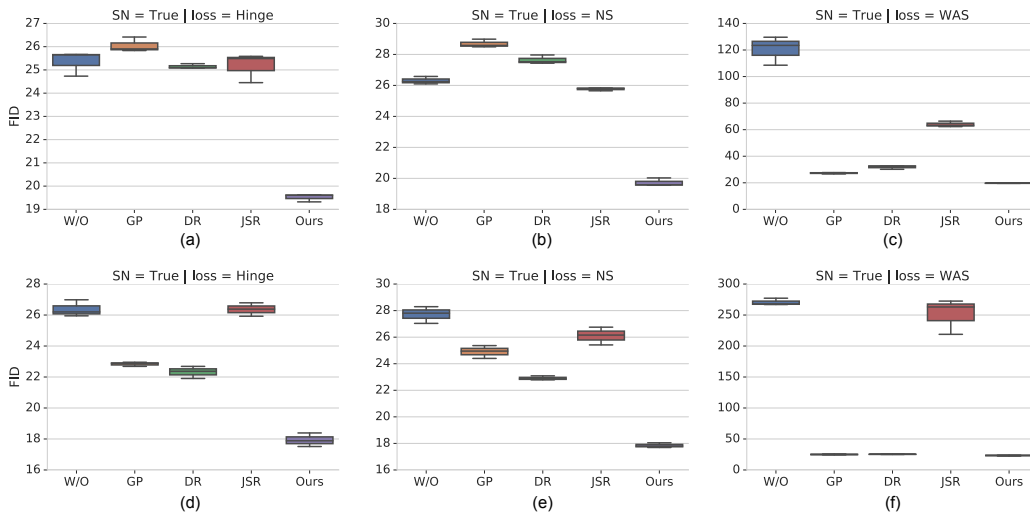 SN = True | loss = Hinge
SN = True | loss = NS
SN = True | loss = WAS
FID
27
26
25
24
23
22
21
20
19
30
28
26
24
22
20
18
140
120
100
80
60
40
20
0
W/O GP DR JSR Ours
W/O GP DR JSR Ours
W/O GP DR JSR Ours
(a)
(b)
(c)
SN = True | loss = Hinge
SN = True | loss = NS
SN = True | loss = WAS
FID
28
26
24
22
20
18
16
30
28
26
24
22
20
18
16
300
250
200
150
100
50
0
W/O GP DR JSR Ours
W/O GP DR JSR Ours
W/O GP DR JSR Ours
(d)
(e)
(f)